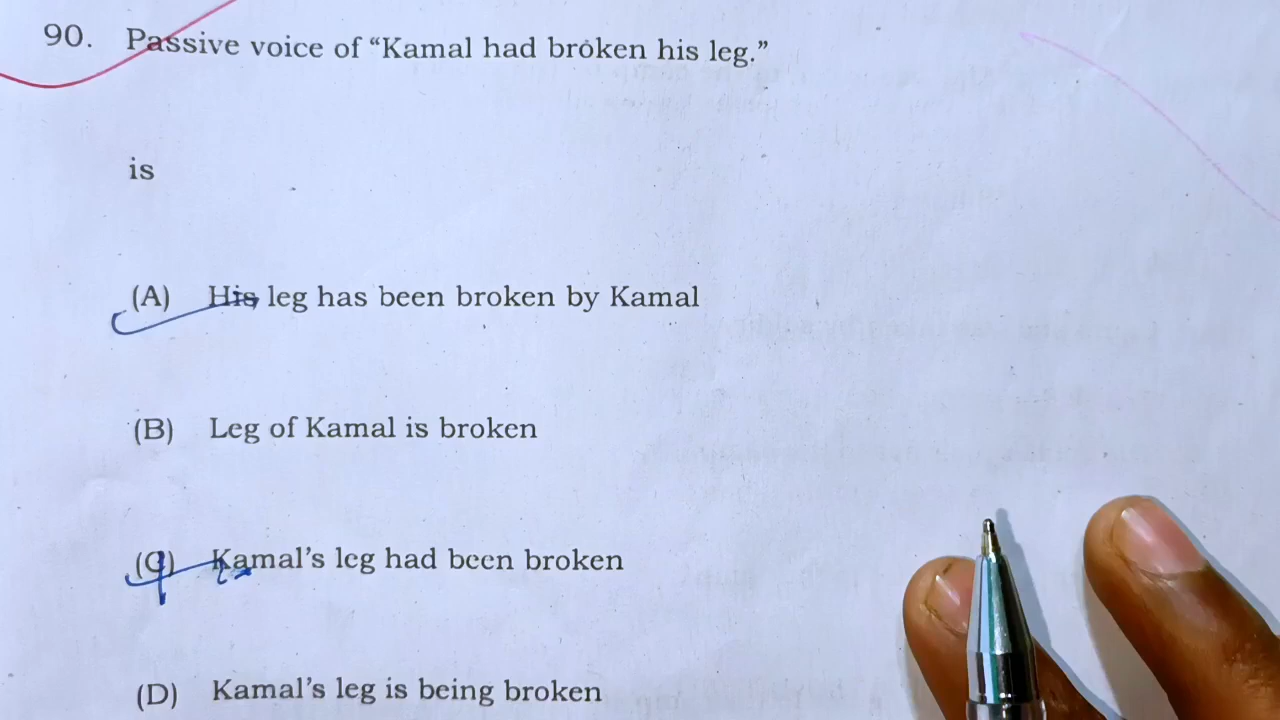 90. Passive voice of “Kamal had broken his leg.”
is
(A) His leg has been broken by Kamal
(B) Leg of Kamal is broken
(C) Kamal’s leg had been broken
(D) Kamal’s leg is being broken